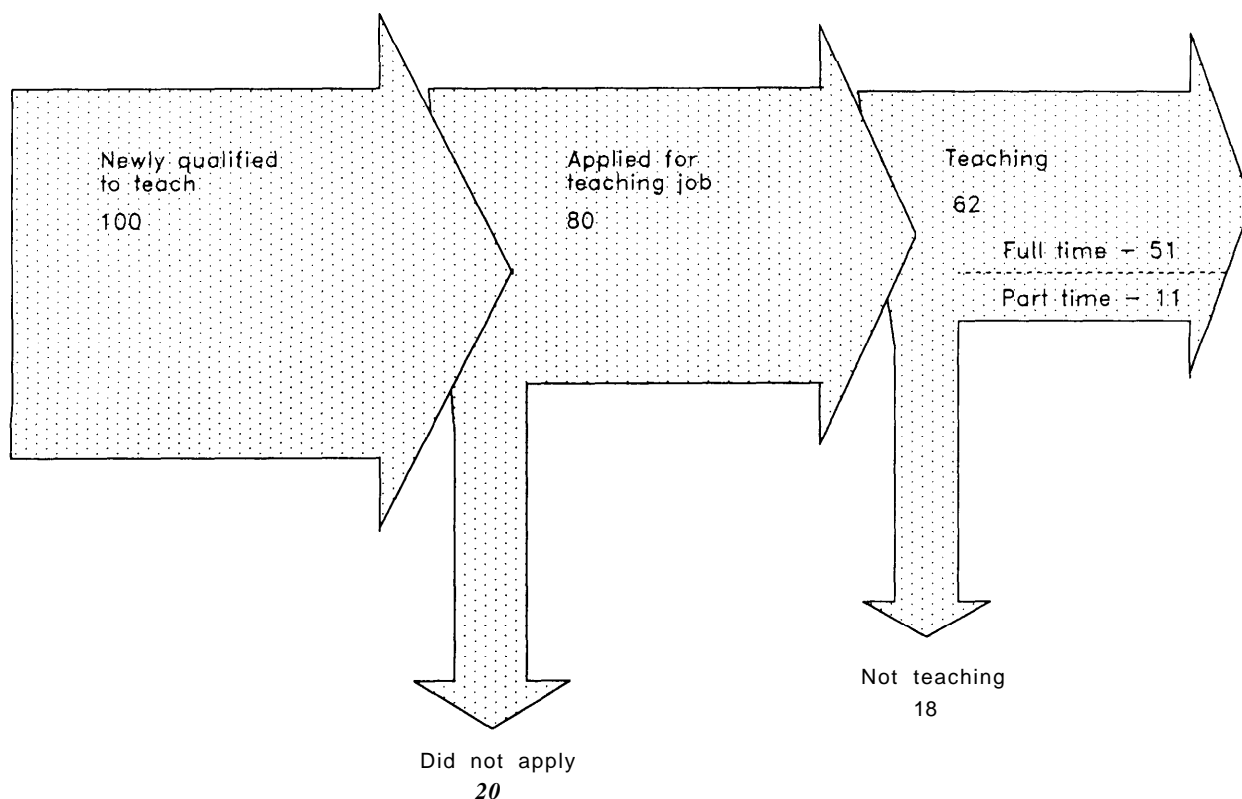 Newly qualified
to teach
100
Applied for
teaching job
80
Teaching
62
Full time - 51
Part time - 11
Not teaching
18
Did not apply
20